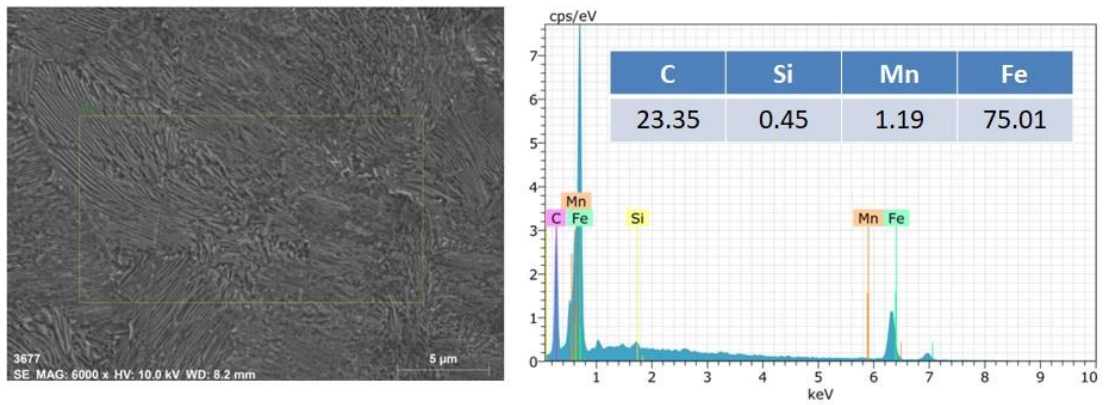 3677
SE MAG: 6000 x HV: 10.0 kV WD: 8.2 mm
5 µm
cps/eV
C Si Mn Fe
23.35 0.45 1.19 75.01
7
6
5
4
3
2
1
0
Mn
C Fe Si Mn Fe
1 2 3 4 5 6 7 8 9 10
keV